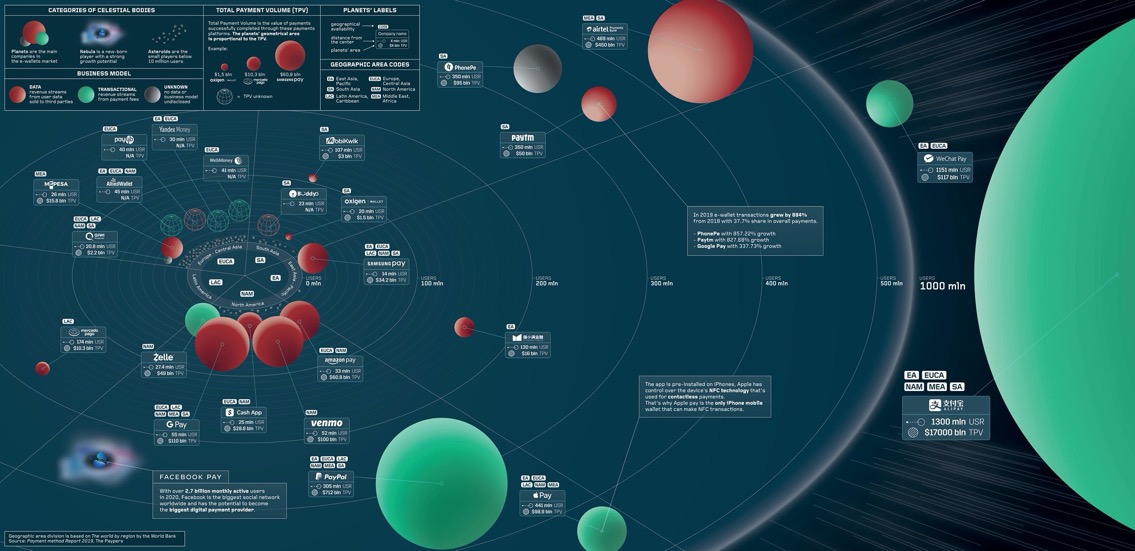 CATEGORIES OF CELESTIAL BODIES
Planets are the main
companies in
the e-wallets market
Nebula is a new-born
player with a strong
growth potential
Asteroids are the
small players below
10 million users
BUSINESS MODEL
DATA
revenue streams
from user data
sold to third parties
TRANSACTIONAL
revenue streams
from payment fees
UNKNOWN
no data or
business model
undisclosed
TOTAL PAYMENT VOLUME (TPV)
Total Payment Volume is the value of payments
successfully completed through these payments
platforms. The planets' geometrical area
is proportional to the TPV.
Example:
$1,5 bln
oxigen
$10,3 bln
mercado pago
$60,8 bln
SAMSUNG pay
= TPV unknown
PLANETS' LABELS
geographical
availability
distance from
the center
planets' area
Company name
GEOGRAPHIC AREA CODES
EA East Asia,
Pacific
SA South Asia
LAC Latin America,
Caribbean
EUCA Europe,
Central Asia
NAM North America
MEA Middle East,
Africa
MEA SA
airtel
469 mln USR
$450 bln TPV
SA
PhonePe
350 mln USR
$95 bln TPV
SA
Paytm
350 mln USR
$50 bln TPV
EA EUCA
WeChat Pay
1151 mln USR
$117 bln TPV
EUCA
40 mln USR
N/A TPV
EA EUCA
Yandex Money
30 mln USR
N/A TPV
EUCA
WebMoney
41 mln USR
N/A TPV
SA
MobiKwik
107 mln USR
$3 bln TPV
MEA
M-PESA
26 mln USR
$15.8 bln TPV
EA EUCA NAM
AlliedWallet
45 mln USR
N/A TPV
SA
Buddy
23 mln USR
N/A TPV
SA
oxigen WALLET
20 mln USR
$1.5 bln TPV
EUCA LAC
NAM SA
QIWI
20.8 mln USR
$2.2 bln TPV
EA EUCA
LAC NAM SA
SAMSUNG pay
14 mln USR
$34.2 bln TPV
Europe, Central Asia
South Asia
East Asia, Pacific
North America
Latin America
EUCA
SA
EA
LAC
NAM
USERS
0 mln
USERS
100 mln
USERS
200 mln
USERS
300 mln
USERS
400 mln
USERS
500 mln
USERS
1000 mln
In 2019 e-wallet transactions grew by 884%
from 2018 with 37.7% share in overall payments.
- PhonePe with 857.22% growth
- Paytm with 827.88% growth
- Google Pay with 337.73% growth
LAC
mercado
pago
174 mln USR
$10.3 bln TPV
EA
130 mln USR
$16 bln TPV
NAM
Zelle
27.4 mln USR
$49 bln TPV
EUCA NAM
amazon pay
33 mln USR
$60.8 bln TPV
EUCA LAC
NAM MEA SA
G Pay
55 mln USR
$110 bln TPV
EUCA NAM
Cash App
25 mln USR
$28.8 bln TPV
NAM
venmo
52 mln USR
$100 bln TPV
EA EUCA LAC
NAM MEA SA
PayPal
305 mln USR
$712 bln TPV
EA EUCA
LAC NAM MEA
Pay
441 mln USR
$98.8 bln TPV
The app is pre-installed on iPhones, Apple has
control over the device's NFC technology that's
used for contactless payments.
That's why Apple pay is the only iPhone mobile
wallet that can make NFC transactions.
EA EUCA
NAM MEA SA
支付宝
ALIPAY
1300 mln USR
$17000 bln TPV
FACEBOOK PAY
With over 2.7 billion monthly active users
in 2020, Facebook is the biggest social network
worldwide and has the potential to become
the biggest digital payment provider.
Geographic area division is based on The world by region by the World Bank
Source: Payment method Report 2019, The Paypers